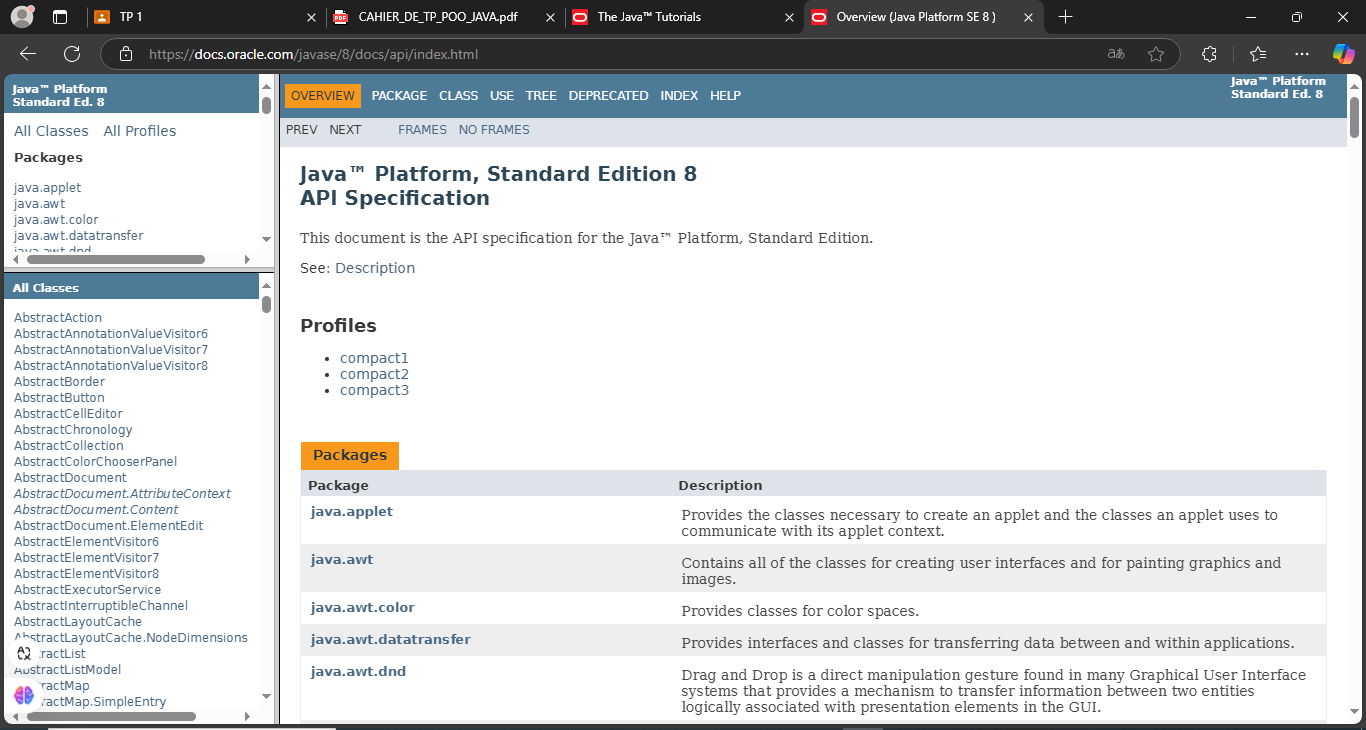 TP 1
CAHIER_DE_TP_POO_JAVA.pdf
The Java™ Tutorials
Overview (Java Platform SE 8 )
https://docs.oracle.com/javase/8/docs/api/index.html
Java™ Platform
Standard Ed. 8
All Classes All Profiles
Packages
java.applet
java.awt
java.awt.color
java.awt.datatransfer
java.awt.dnd
All Classes
AbstractAction
AbstractAnnotationValueVisitor6
AbstractAnnotationValueVisitor7
AbstractAnnotationValueVisitor8
AbstractBorder
AbstractButton
AbstractCellEditor
AbstractChronology
AbstractCollection
AbstractColorChooserPanel
AbstractDocument
AbstractDocument.AttributeContext
AbstractDocument.Content
AbstractDocument.ElementEdit
AbstractElementVisitor6
AbstractElementVisitor7
AbstractElementVisitor8
AbstractExecutorService
AbstractInterruptibleChannel
AbstractLayoutCache
AbstractLayoutCache.NodeDimensions
AbstractList
AbstractListModel
AbstractMap
AbstractMap.SimpleEntry
OVERVIEW PACKAGE CLASS USE TREE DEPRECATED INDEX HELP
Java™ Platform
Standard Ed. 8
PREV NEXT FRAMES NO FRAMES
Java™ Platform, Standard Edition 8
API Specification
This document is the API specification for the Java™ Platform, Standard Edition.
See: Description
Profiles
• compact1
• compact2
• compact3
Packages
Package Description
java.applet Provides the classes necessary to create an applet and the classes an applet uses to
communicate with its applet context.
java.awt Contains all of the classes for creating user interfaces and for painting graphics and
images.
java.awt.color Provides classes for color spaces.
java.awt.datatransfer Provides interfaces and classes for transferring data between and within applications.
java.awt.dnd Drag and Drop is a direct manipulation gesture found in many Graphical User Interface
systems that provides a mechanism to transfer information between two entities
logically associated with presentation elements in the GUI.